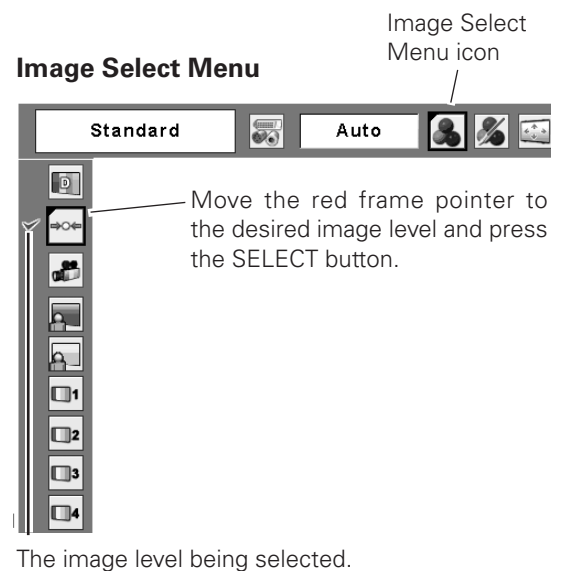 Image Select
Menu icon
Image Select Menu
Standard
Auto
D
Move the red frame pointer to
the desired image level and press
the SELECT button.
1
2
3
4
The image level being selected.